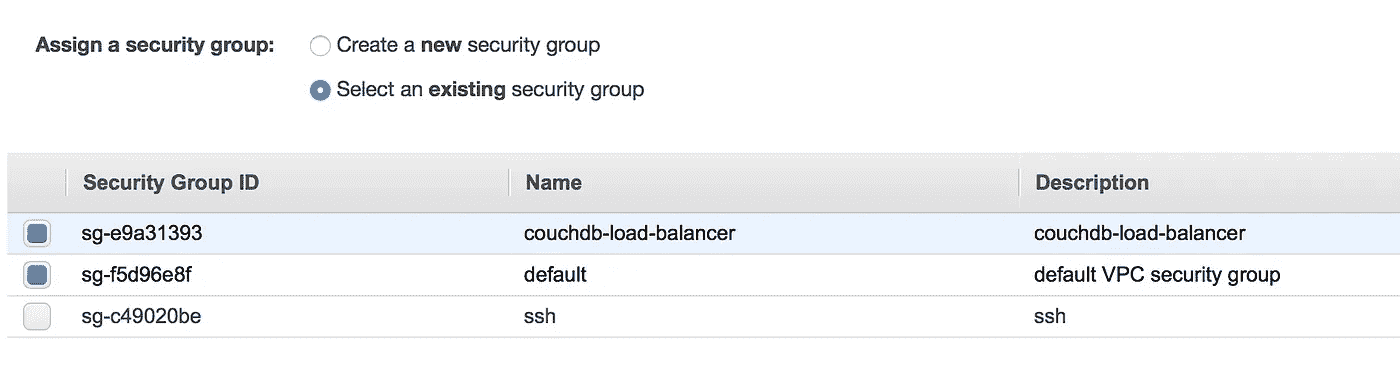 Assign a security group: Create a new security group
Select an existing security group
Security Group ID Name Description
sg-e9a31393 couchdb-load-balancer couchdb-load-balancer
sg-f5d96e8f default default VPC security group
sg-c49020be ssh ssh